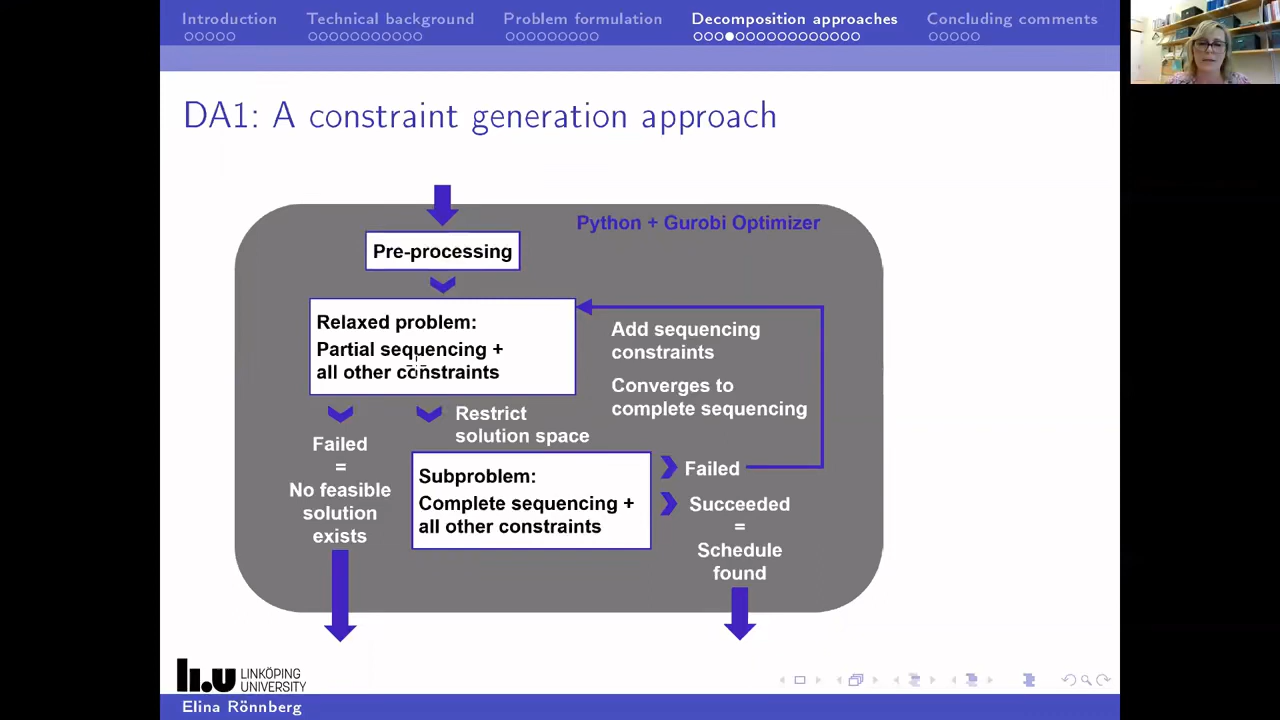 Introduction Technical background Problem formulation Decomposition approaches Concluding comments
DA1: A constraint generation approach
Python + Gurobi Optimizer
Pre-processing
Relaxed problem:
Partial sequencing +
all other constraints
Add sequencing
constraints
Converges to
complete sequencing
Restrict
solution space
Failed
=
No feasible
solution
exists
Subproblem:
Complete sequencing +
all other constraints
Failed
Succeeded
=
Schedule
found
LINKÖPING
UNIVERSITY
Elina Rönnberg